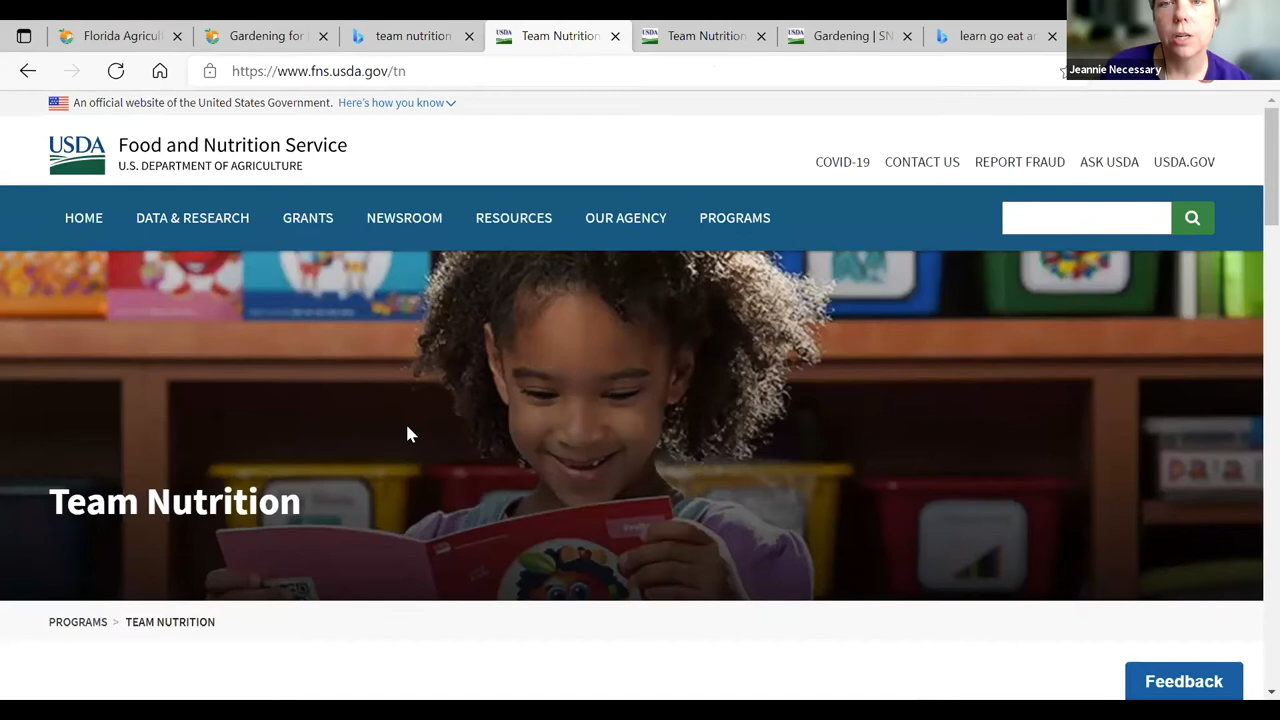 Florida Agricul
Gardening for
team nutrition
Team Nutrition
Team Nutrition
Gardening | SN
learn go eat ar
https://www.fns.usda.gov/tn
Jeannie Necessary
An official website of the United States Government. Here's how you know
USDA
Food and Nutrition Service
U.S. DEPARTMENT OF AGRICULTURE
COVID-19 CONTACT US REPORT FRAUD ASK USDA USDA.GOV
HOME DATA & RESEARCH GRANTS NEWSROOM RESOURCES OUR AGENCY PROGRAMS
Team Nutrition
PROGRAMS > TEAM NUTRITION
Feedback